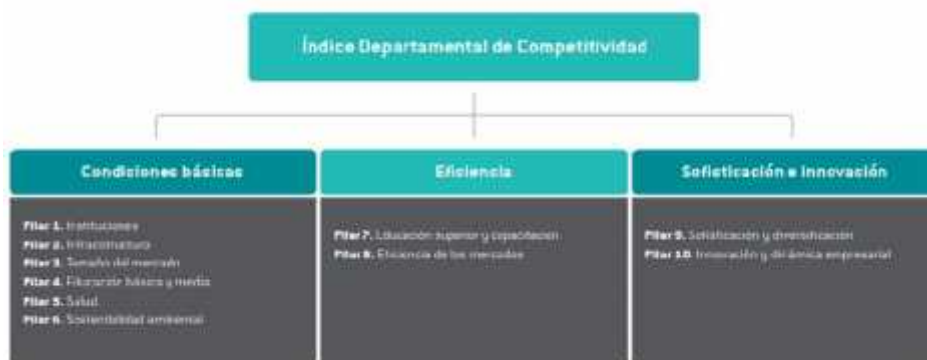 Índice Departamental de Competitividad
Condiciones básicas
Pilar 1. Instituciones
Pilar 2. Infraestructura
Pilar 3. Tamaño del mercado
Pilar 4. Educación básica y media
Pilar 5. Salud
Pilar 6. Sostenibilidad ambiental
Eficiencia
Pilar 7. Educación superior y capacitación
Pilar 8. Eficiencia de los mercados
Sofisticación e innovación
Pilar 9. Sofisticación y diversificación
Pilar 10. Innovación y dinámica empresarial